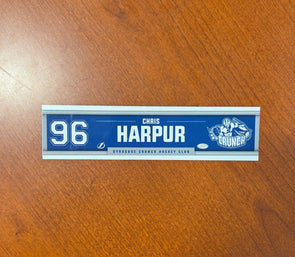 96
CHRIS
HARPUR
SYRACUSE CRUNCH HOCKEY CLUB
CRUNCH